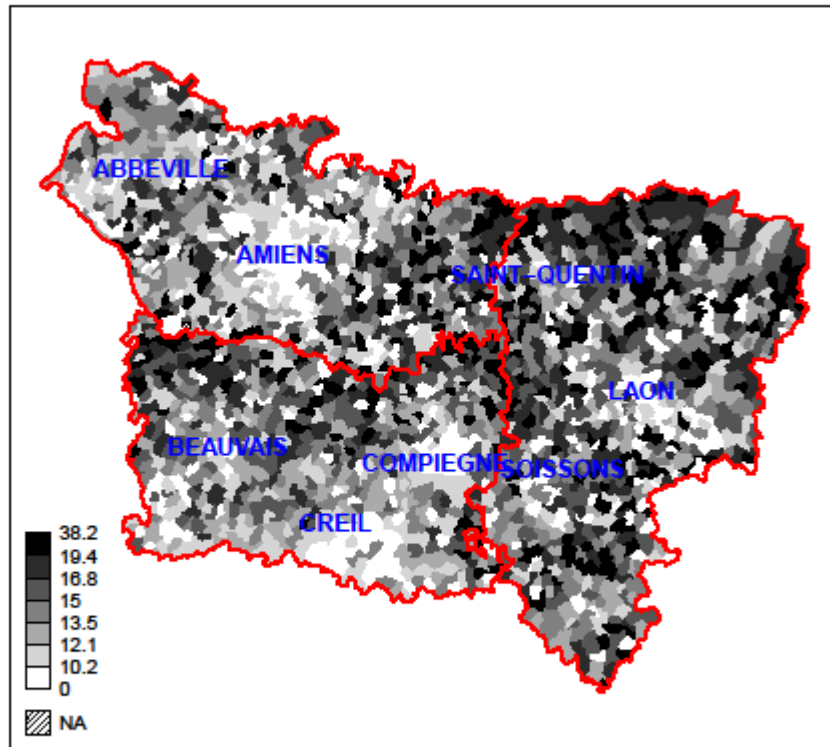 ABBEVILLE
AMIENS
SAINT−QUENTIN
LAON
BEAUVAIS
COMPIEGNE
SOISSONS
CREIL
38.2
19.4
16.8
15
13.5
12.1
10.2
0
NA